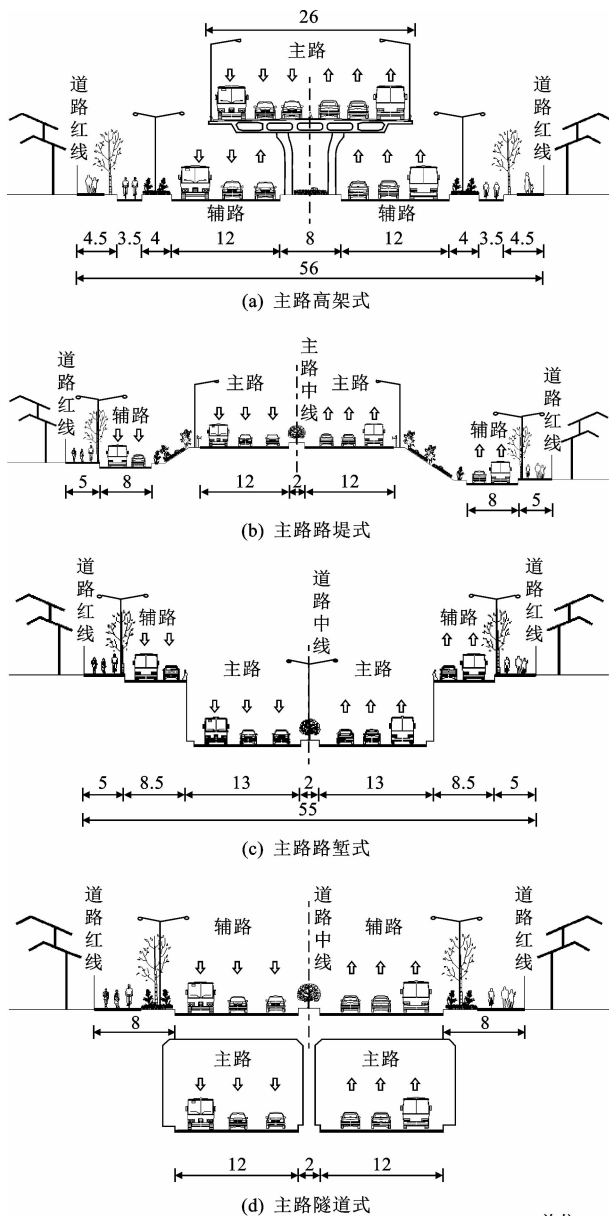 26
主路
道路红线
道路红线
辅路
辅路
4.5 3.5 4 12 8 12 4 3.5 4.5
56
(a) 主路高架式
道路红线
辅路
主路
主路中线
主路
辅路
道路红线
5 8 12 2 12 8 5
(b) 主路路堤式
道路红线
辅路
主路
道路中线
主路
辅路
道路红线
5 8.5 13 2 13 8.5 5
55
(c) 主路路堑式
道路红线
辅路
道路中线
辅路
道路红线
8 8
主路 主路
12 2 12
(d) 主路隧道式